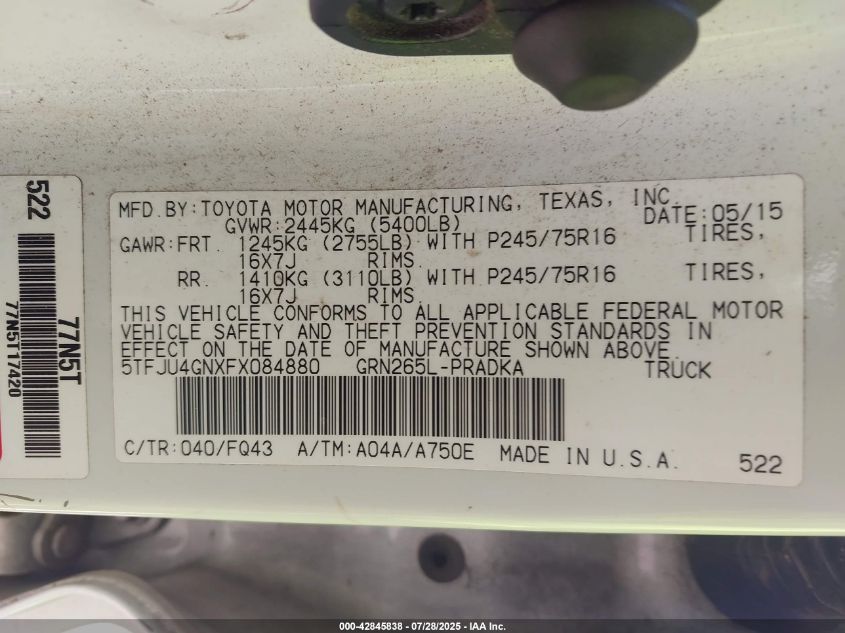 522
77N5T
77N5T17420
MFD.BY:TOYOTA MOTOR MANUFACTURING, TEXAS, INC.
DATE:05/15
GVWR:2445KG (5400LB)
GAWR:FRT. 1245KG (2755LB) WITH P245/75R16 TIRES,
16X7J RIMS.
RR. 1410KG (3110LB) WITH P245/75R16 TIRES,
16X7J RIMS.
THIS VEHICLE CONFORMS TO ALL APPLICABLE FEDERAL MOTOR
VEHICLE SAFETY AND THEFT PREVENTION STANDARDS IN
EFFECT ON THE DATE OF MANUFACTURE SHOWN ABOVE.
5TFJU4GNXFX084880 GRN265L-PRADKA TRUCK
C/TR:040/FQ43 A/TM:A04A/A750E MADE IN U.S.A. 522
000-42845838 - 07/28/2025 - IAA Inc.